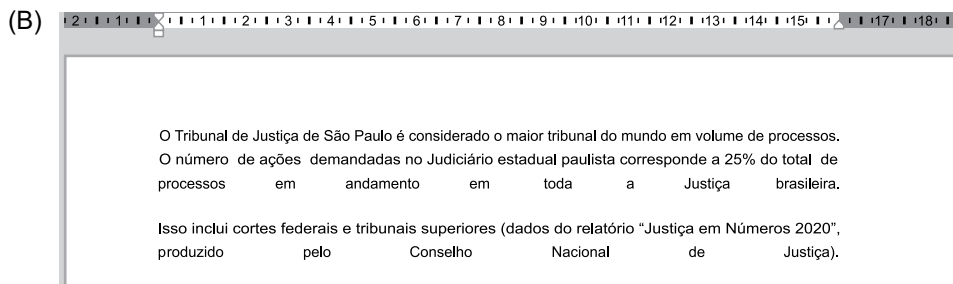 (B)
2 1 1 2 3 4 5 6 7 8 9 10 11 12 13 14 15 17 18
O Tribunal de Justiça de São Paulo é considerado o maior tribunal do mundo em volume de processos.
O número de ações demandadas no Judiciário estadual paulista corresponde a 25% do total de
processos em andamento em toda a Justiça brasileira.
Isso inclui cortes federais e tribunais superiores (dados do relatório “Justiça em Números 2020”,
produzido pelo Conselho Nacional de Justiça).